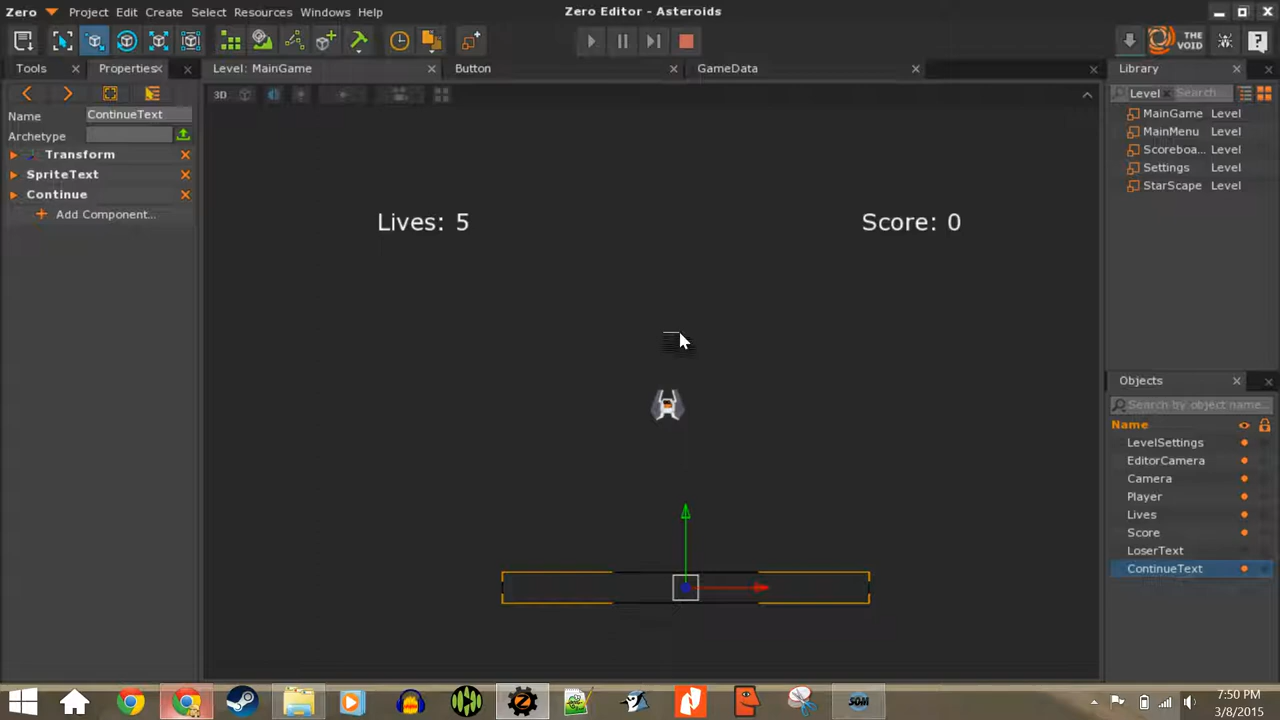 Zero Project Edit Create Select Resources Windows Help
Zero Editor - Asteroids
THE VOID
Tools Properties
Level: MainGame Button GameData
Library
3D
Level Search
Name ContinueText
Archetype
Transform
SpriteText
Continue
Add Component...
MainGame Level
MainMenu Level
Scoreboa... Level
Settings Level
StarScape Level
Lives: 5
Score: 0
Objects
Search by object name...
Name
LevelSettings
EditorCamera
Camera
Player
Lives
Score
LoserText
ContinueText
SOM
7:50 PM
3/8/2015